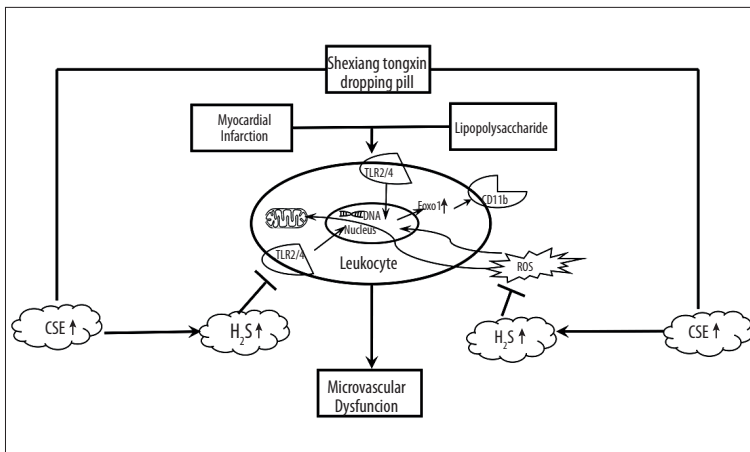 Shexiang tongxin
dropping pill
Myocardial
Infarction
Lipopolysaccharide
TLR2/4
CD11b
Foxo1↑
DNA
Nucleus
TLR2/4
Leukocyte
ROS
CSE ↑
H₂S ↑
H₂S ↑
CSE ↑
Microvascular
Dysfuncion